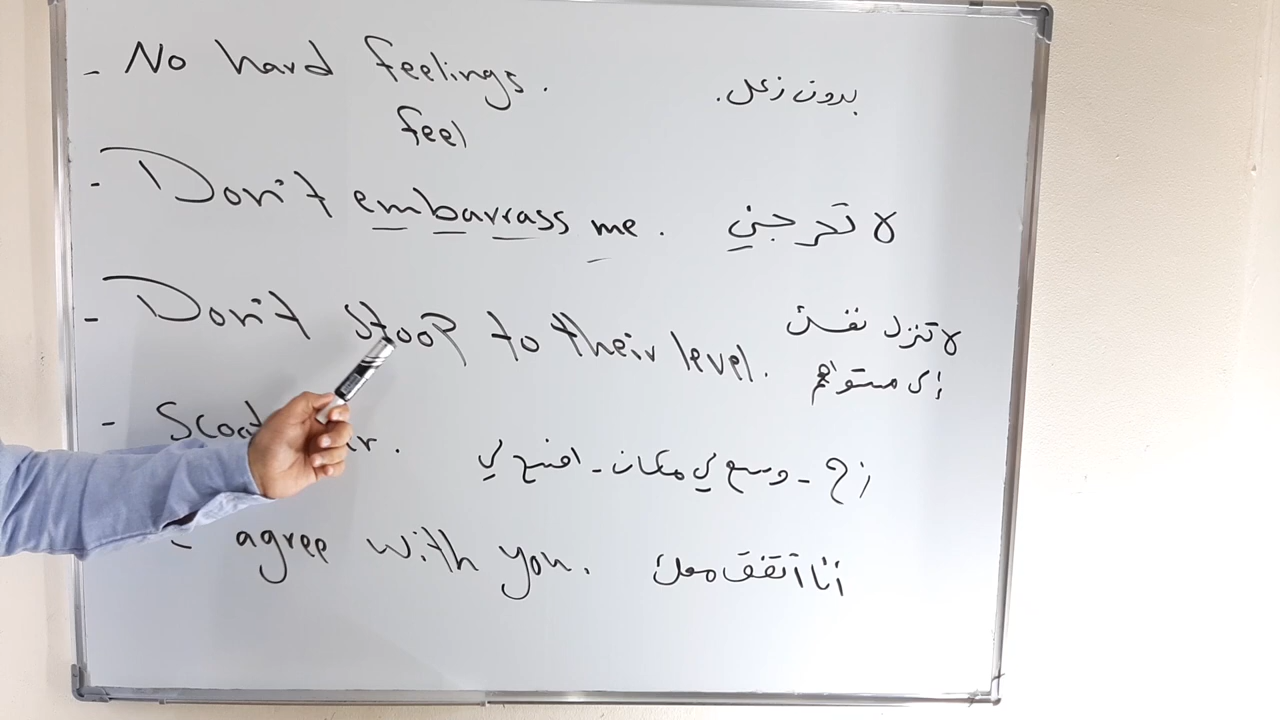 - No hard feelings. بدون زعل.
feel
- Don't embarrass me. لا تحرجني
- Don't stoop to their level. لا تنزل نفسك
إلى مستواهم
- زح - وسع لي مكان - افسح لي
- agree with you. أنا أتفق معك